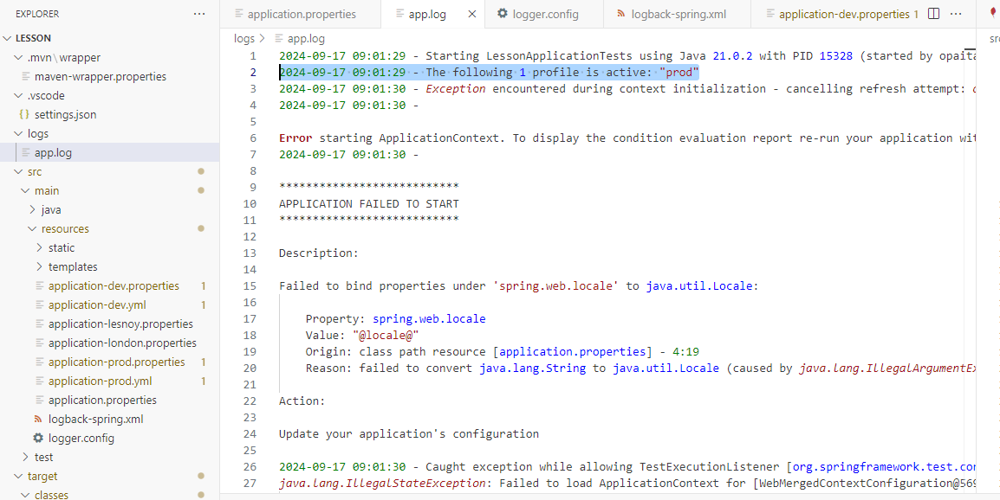 EXPLORER
LESSON
.mvn\wrapper
maven-wrapper.properties
.vscode
{} settings.json
logs
app.log
src
main
java
resources
static
templates
application-dev.properties 1
application-dev.yml 1
application-lesnoy.properties
application-london.properties
application-prod.properties 1
application-prod.yml 1
application.properties
logback-spring.xml
logger.config
test
target
classes
application.properties app.log logger.config logback-spring.xml application-dev.properties 1
logs > app.log
1 2024-09-17 09:01:29 - Starting LessonApplicationTests using Java 21.0.2 with PID 15328 (started by opaita
2 2024-09-17 09:01:29 - The following 1 profile is active: "prod"
3 2024-09-17 09:01:30 - Exception encountered during context initialization - cancelling refresh attempt:
4 2024-09-17 09:01:30 -
5
6 Error starting ApplicationContext. To display the condition evaluation report re-run your application wit
7 2024-09-17 09:01:30 -
8
9 ***************************
10 APPLICATION FAILED TO START
11 ***************************
12
13 Description:
14
15 Failed to bind properties under 'spring.web.locale' to java.util.Locale:
16
17 Property: spring.web.locale
18 Value: "@locale@"
19 Origin: class path resource [application.properties] - 4:19
20 Reason: failed to convert java.lang.String to java.util.Locale (caused by java.lang.IllegalArgumentEx
21
22 Action:
23
24 Update your application's configuration
25
26 2024-09-17 09:01:30 - Caught exception while allowing TestExecutionListener [org.springframework.test.con
27 java.lang.IllegalStateException: Failed to load ApplicationContext for [WebMergedContextConfiguration@569